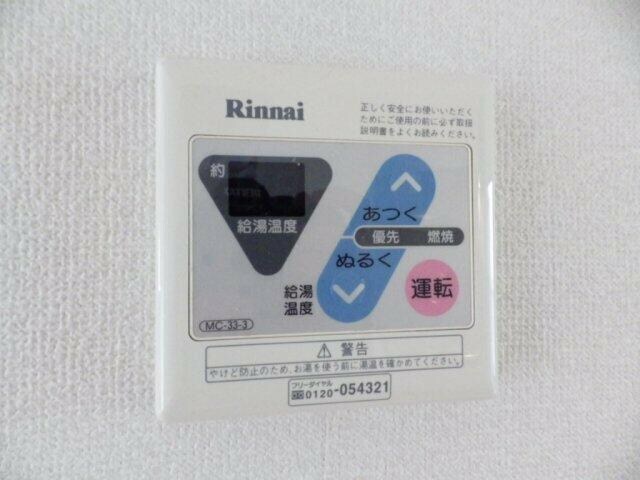 Rinnai
正しく安全にお使いいただく
ためにご使用の前に必ず取扱
説明書をよくお読みください。
約
給湯温度
あつく
優先 燃焼
ぬるく
給湯
温度
運転
MC-33-3
⚠ 警告
やけど防止のため、お湯を使う前に湯温を確かめてください。
フリーダイヤル
0120-054321